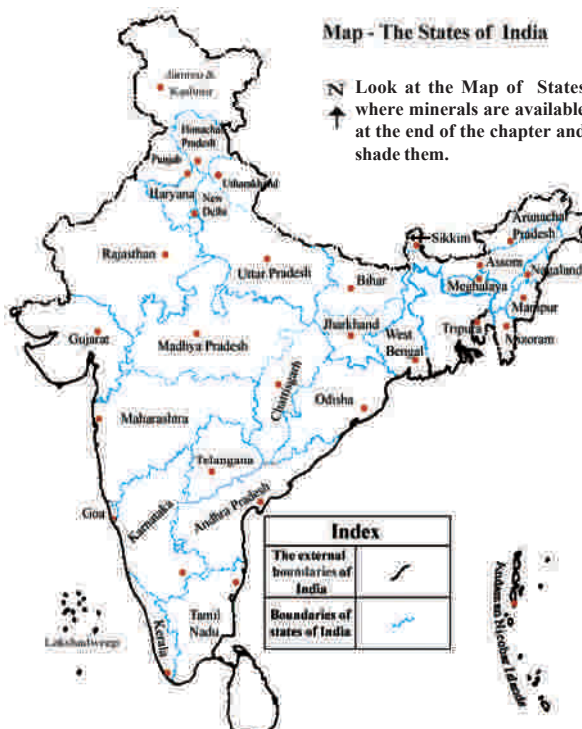 Map - The States of India
N
Look at the Map of States
where minerals are available
at the end of the chapter and
shade them.
Jammu &
Kashmir
Himachal
Pradesh
Punjab
Uttharakhand
Haryana
New
Delhi
Arunachal
Pradesh
Sikkim
Rajasthan
Assom
Nagaland
Uttar Pradesh
Bihar
Meghalaya
Manipur
Jharkhand
Tripura
Gujarat
Madhya Pradesh
West
Bengal
Mizoram
Chattisgarh
Odisha
Maharashtra
Telangana
Goa
Karnataka
Andhra Pradesh
Index
The external
boundaries of
India
Boundaries of
states of India
Andaman Nicobar Islands
Tamil
Nadu
Kerala
Lakshadweep